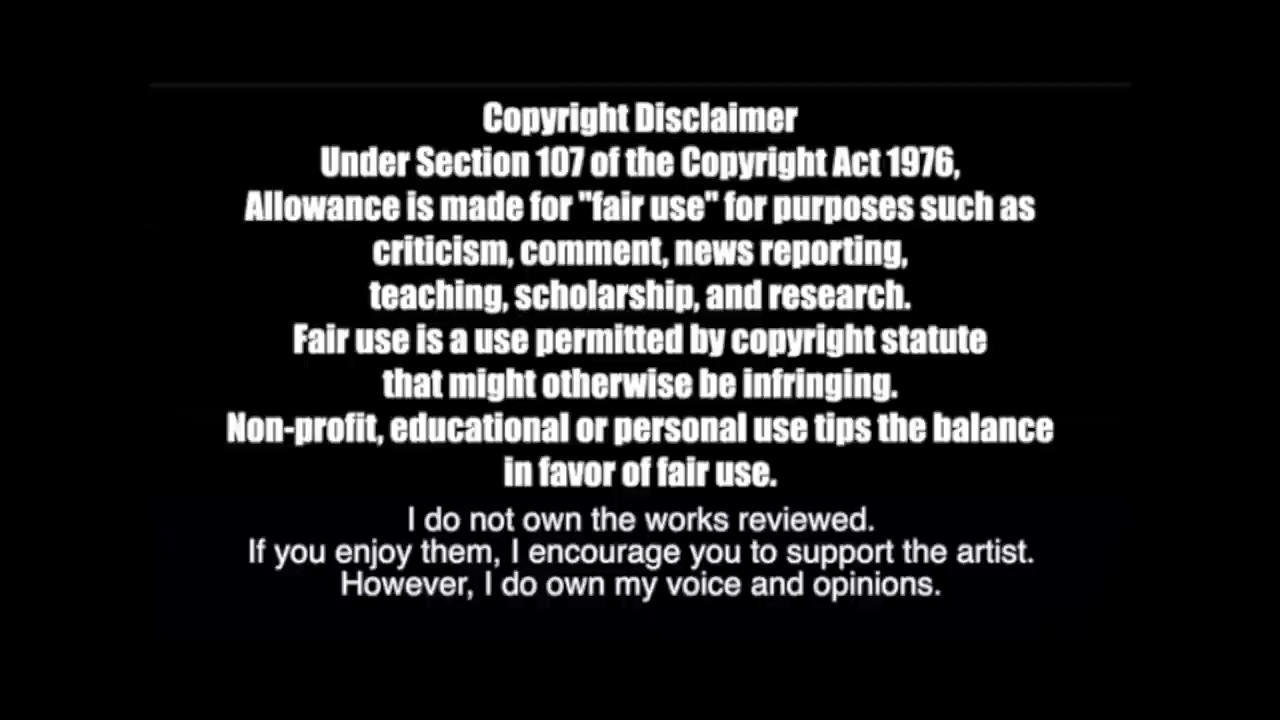 Copyright Disclaimer
Under Section 107 of the Copyright Act 1976,
Allowance is made for "fair use" for purposes such as
criticism, comment, news reporting,
teaching, scholarship, and research.
Fair use is a use permitted by copyright statute
that might otherwise be infringing.
Non-profit, educational or personal use tips the balance
in favor of fair use.
I do not own the works reviewed.
If you enjoy them, I encourage you to support the artist.
However, I do own my voice and opinions.